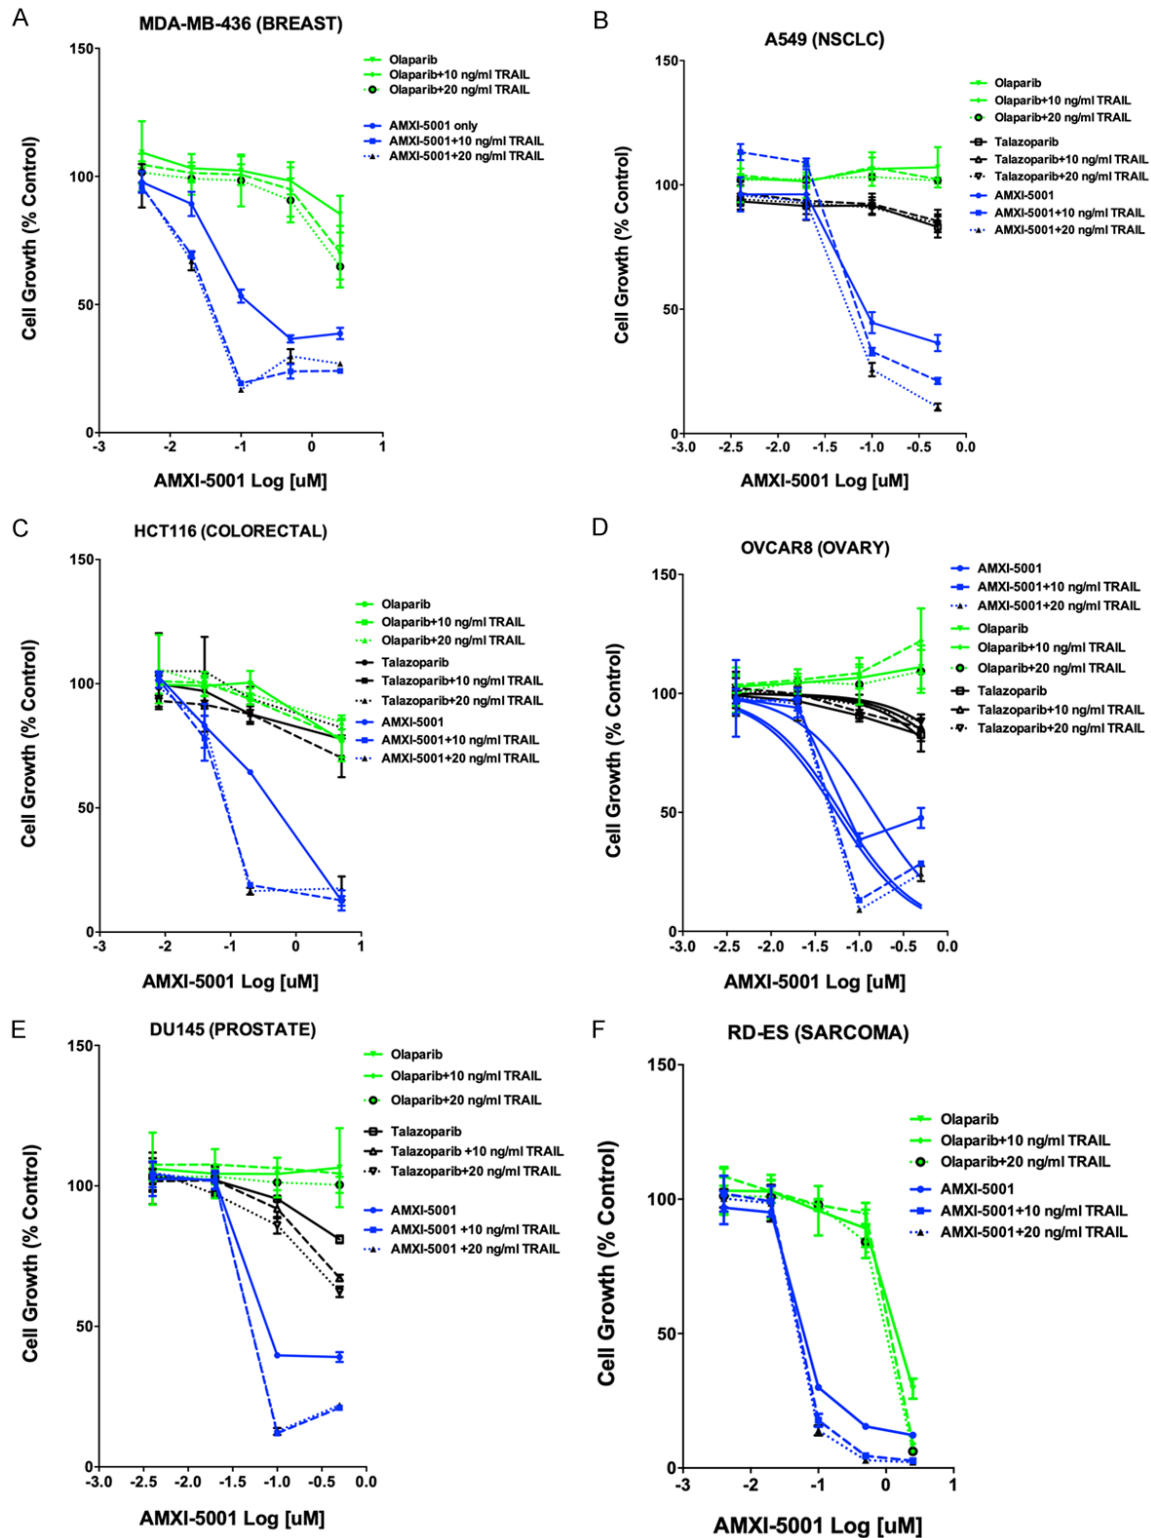 A
MDA-MB-436 (BREAST)
150
100
50
0
-3
-2
-1
0
1
Cell Growth (% Control)
AMXI-5001 Log [uM]
Olaparib
Olaparib+10 ng/ml TRAIL
Olaparib+20 ng/ml TRAIL
AMXI-5001 only
AMXI-5001+10 ng/ml TRAIL
AMXI-5001+20 ng/ml TRAIL
B
A549 (NSCLC)
150
100
50
0
-3.0
-2.5
-2.0
-1.5
-1.0
-0.5
0.0
Cell Growth (% Control)
AMXI-5001 Log [uM]
Olaparib
Olaparib+10 ng/ml TRAIL
Olaparib+20 ng/ml TRAIL
Talazoparib
Talazoparib+10 ng/ml TRAIL
Talazoparib+20 ng/ml TRAIL
AMXI-5001
AMXI-5001+10 ng/ml TRAIL
AMXI-5001+20 ng/ml TRAIL
C
HCT116 (COLORECTAL)
150
100
50
0
-3
-2
-1
0
1
Cell Growth (% Control)
AMXI-5001 Log [uM]
Olaparib
Olaparib+10 ng/ml TRAIL
Olaparib+20 ng/ml TRAIL
Talazoparib
Talazoparib+10 ng/ml TRAIL
Talazoparib+20 ng/ml TRAIL
AMXI-5001
AMXI-5001+10 ng/ml TRAIL
AMXI-5001+20 ng/ml TRAIL
D
OVCAR8 (OVARY)
150
100
50
0
-3.0
-2.5
-2.0
-1.5
-1.0
-0.5
0.0
Cell Growth (% Control)
AMXI-5001 Log [uM]
AMXI-5001
AMXI-5001+10 ng/ml TRAIL
AMXI-5001+20 ng/ml TRAIL
Olaparib
Olaparib+10 ng/ml TRAIL
Olaparib+20 ng/ml TRAIL
Talazoparib
Talazoparib+10 ng/ml TRAIL
Talazoparib+20 ng/ml TRAIL
E
DU145 (PROSTATE)
150
100
50
0
-3.0
-2.5
-2.0
-1.5
-1.0
-0.5
0.0
Cell Growth (% Control)
AMXI-5001 Log [uM]
Olaparib
Olaparib+10 ng/ml TRAIL
Olaparib+20 ng/ml TRAIL
Talazoparib
Talazoparib +10 ng/ml TRAIL
Talazoparib+20 ng/ml TRAIL
AMXI-5001
AMXI-5001 +10 ng/ml TRAIL
AMXI-5001 +20 ng/ml TRAIL
F
RD-ES (SARCOMA)
150
100
50
0
-3
-2
-1
0
1
Cell Growth (% Control)
AMXI-5001 Log [uM]
Olaparib
Olaparib+10 ng/ml TRAIL
Olaparib+20 ng/ml TRAIL
AMXI-5001
AMXI-5001+10 ng/ml TRAIL
AMXI-5001+20 ng/ml TRAIL